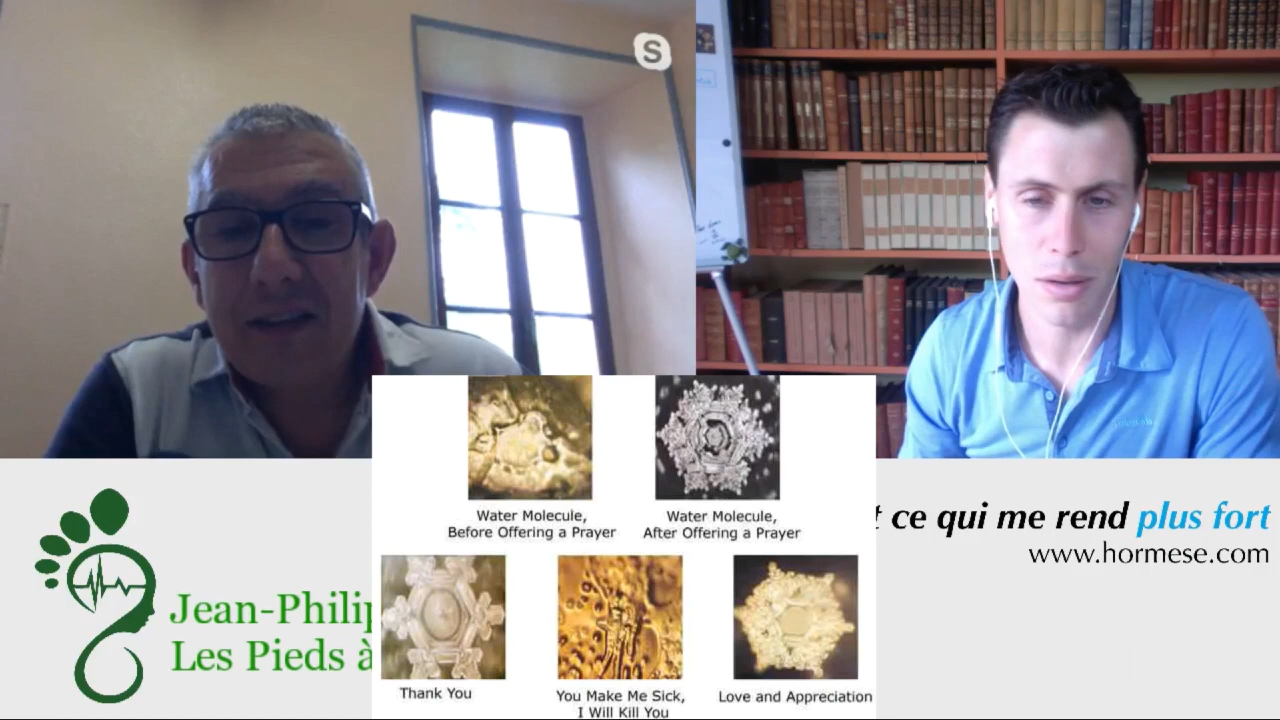 S
Water Molecule,
Before Offering a Prayer
Water Molecule,
After Offering a Prayer
Thank You
You Make Me Sick,
I Will Kill You
Love and Appreciation
Jean-Philip
Les Pieds à
t ce qui me rend plus fort
www.hormese.com